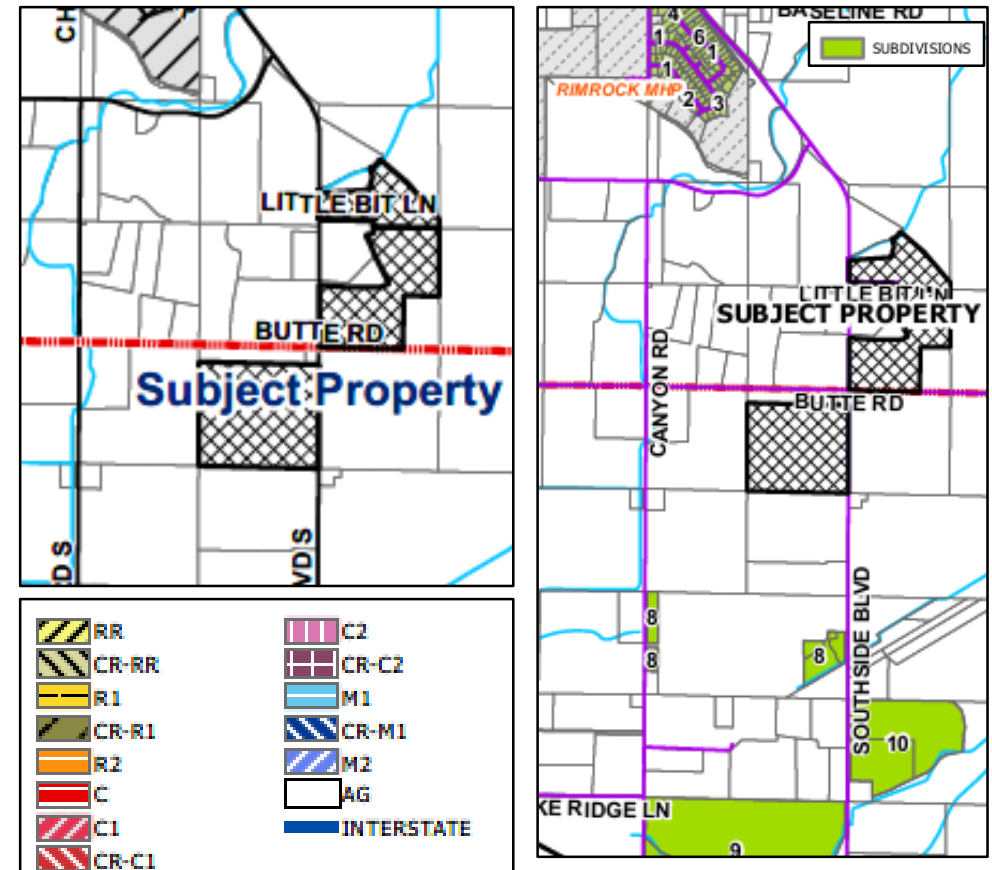 CH
LITTLE BIT LN
BUTTE RD
Subject Property
RD S
VD S
RR
CR-RR
R1
CR-R1
R2
C
C1
CR-C1
C2
CR-C2
M1
CR-M1
M2
AG
INTERSTATE
BASELINE RD
SUBDIVISIONS
4
6
1
1
1
RIMROCK MHP
2
3
LITTLE BIT LN
SUBJECT PROPERTY
CANYON RD
BUTTE RD
8
8
8
SOUTHSIDE BLVD
10
KE RIDGE LN
9